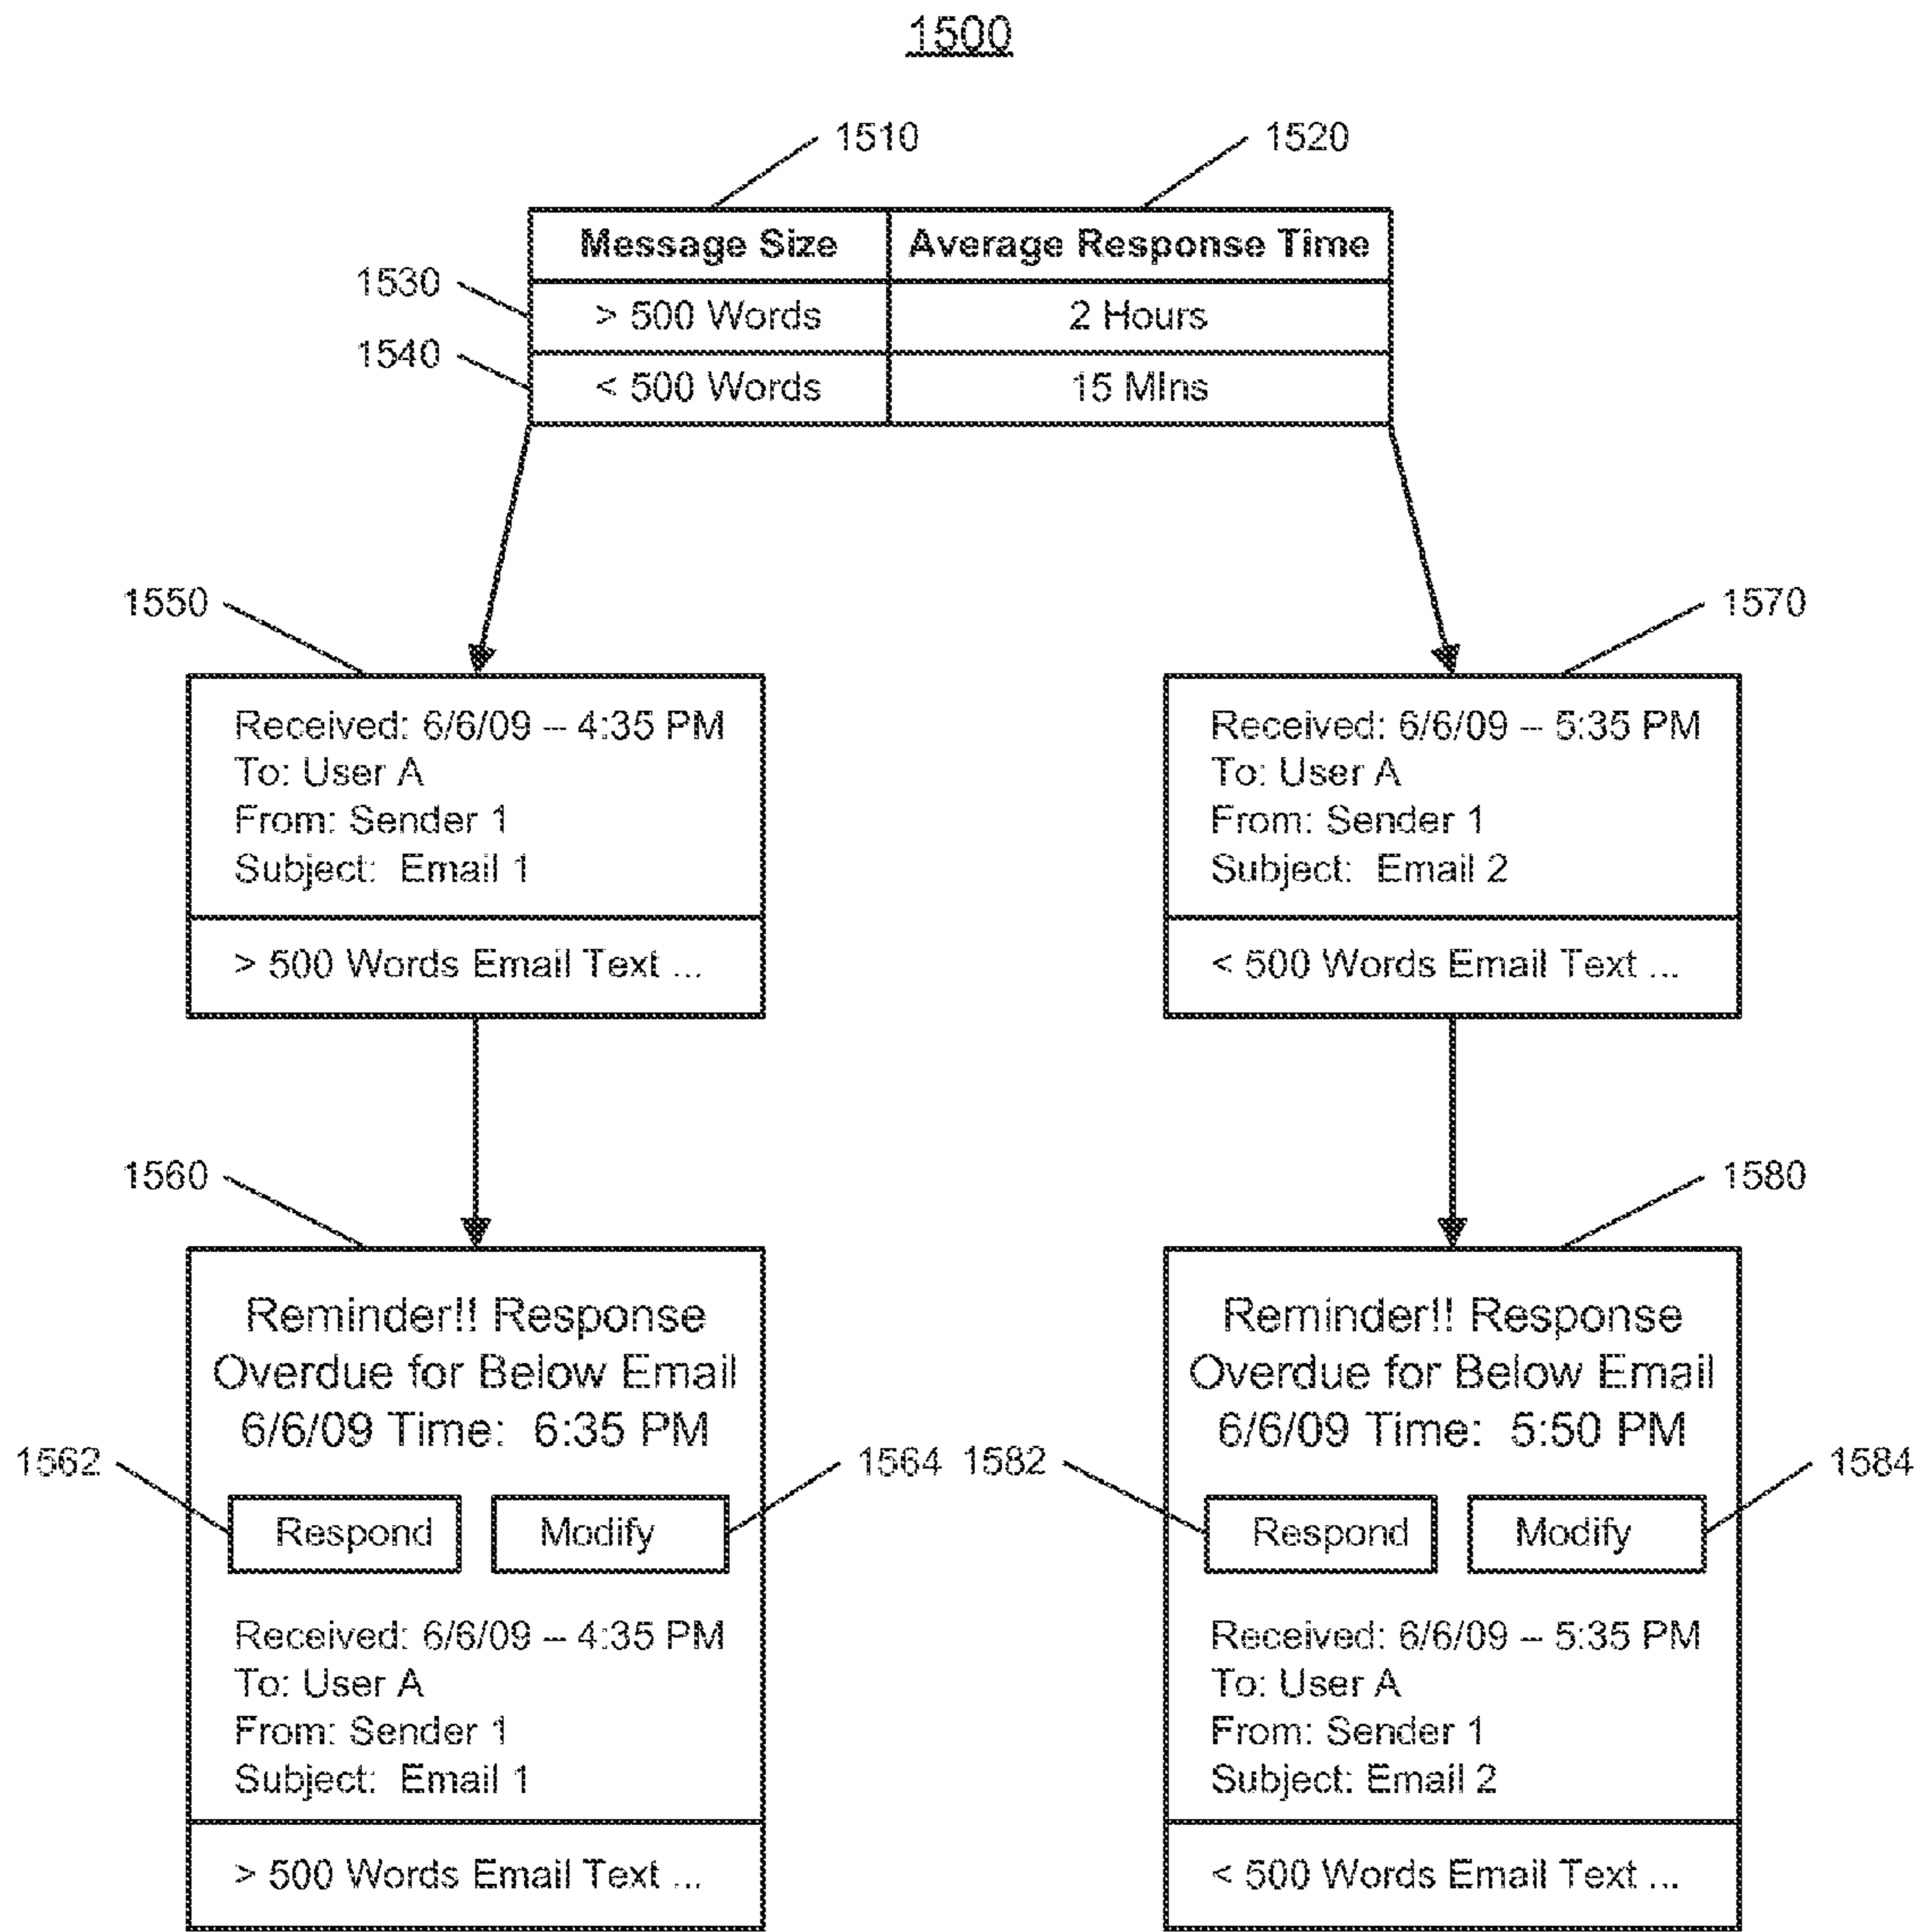 1500
1510
1520
Message Size
Average Response Time
1530
> 500 Words
2 Hours
1540
< 500 Words
15 MIns
1550
Received: 6/6/09 -- 4:35 PM
To: User A
From: Sender 1
Subject: Email 1
> 500 Words Email Text ...
1570
Received: 6/6/09 -- 5:35 PM
To: User A
From: Sender 1
Subject: Email 2
< 500 Words Email Text ...
1560
Reminder!! Response
Overdue for Below Email
6/6/09 Time: 6:35 PM
1562
1564
Respond
Modify
Received: 6/6/09 -- 4:35 PM
To: User A
From: Sender 1
Subject: Email 1
> 500 Words Email Text ...
1580
Reminder!! Response
Overdue for Below Email
6/6/09 Time: 5:50 PM
1582
1584
Respond
Modify
Received: 6/6/09 -- 5:35 PM
To: User A
From: Sender 1
Subject: Email 2
< 500 Words Email Text ...